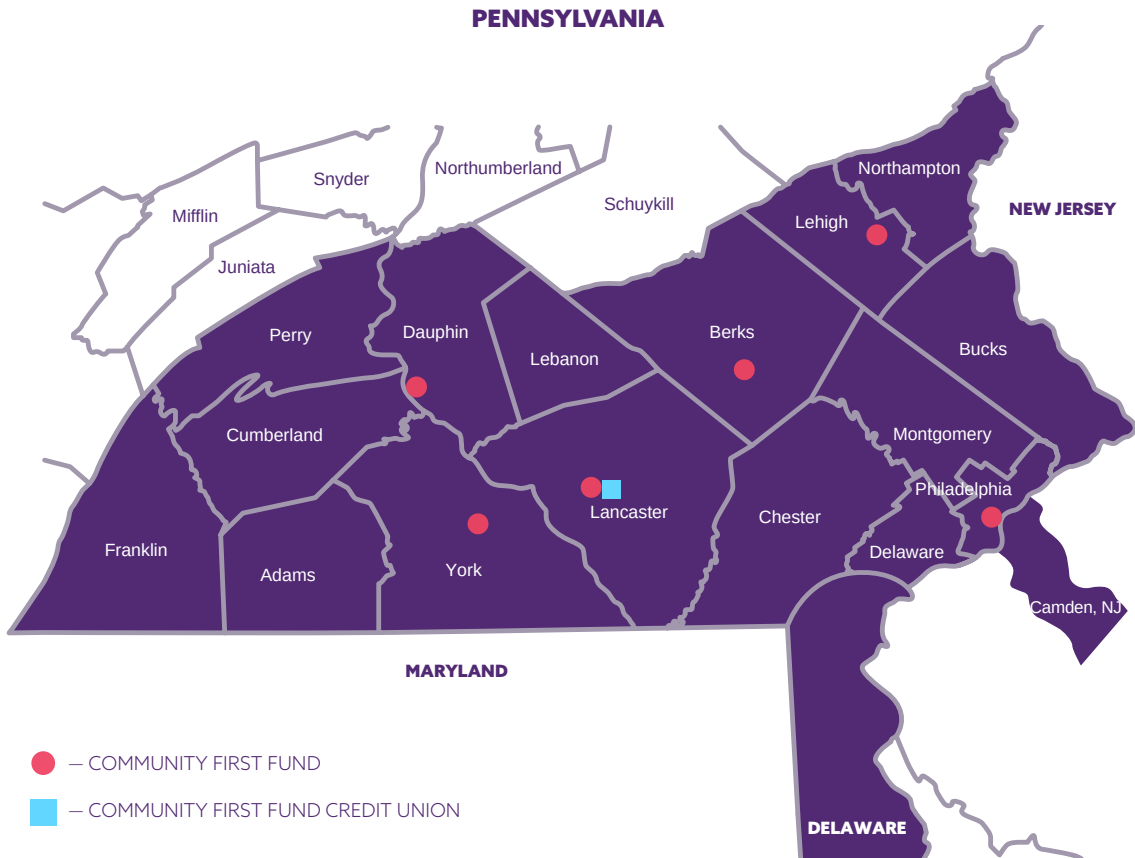 PENNSYLVANIA
Northumberland
Northampton
Snyder
Schuykill
Mifflin
NEW JERSEY
Lehigh
Juniata
Perry
Dauphin
Berks
Bucks
Lebanon
Cumberland
Montgomery
Philadelphia
Lancaster
Chester
Franklin
Delaware
York
Adams
Camden, NJ
MARYLAND
— COMMUNITY FIRST FUND
— COMMUNITY FIRST FUND CREDIT UNION
DELAWARE